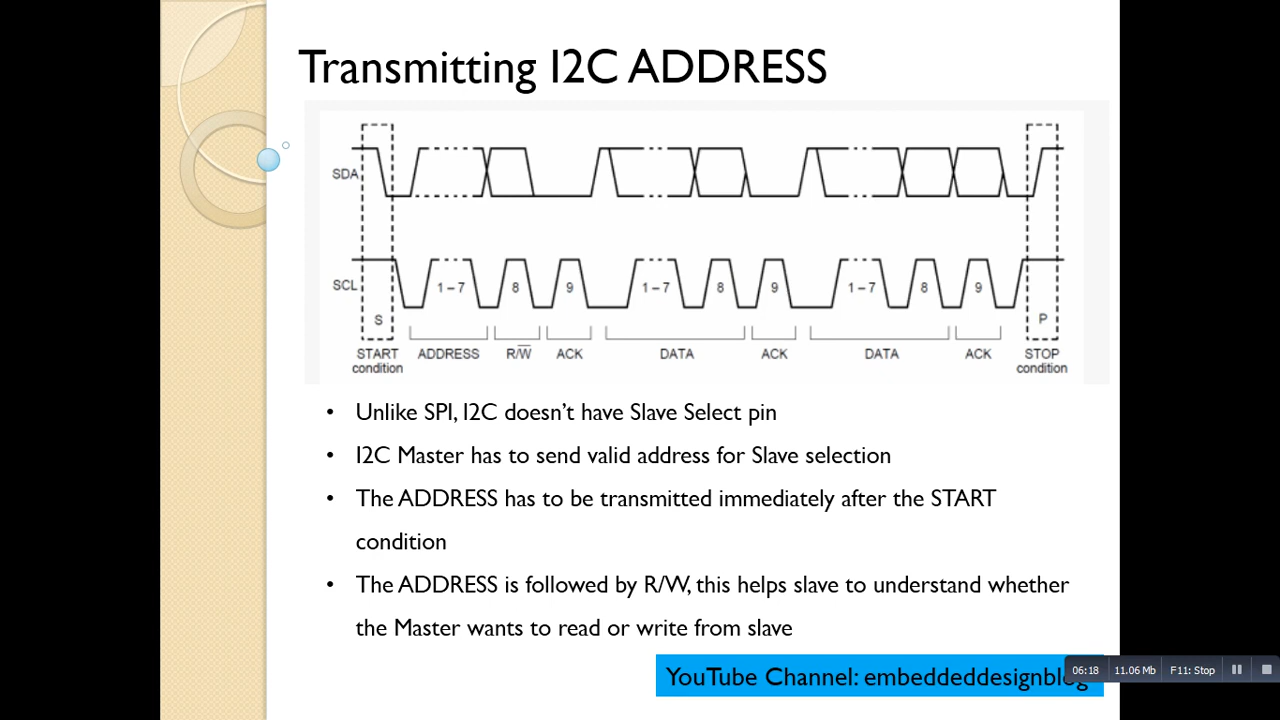 Transmitting I2C ADDRESS
SDA
SCL 1–7 8 9 1–7 8 9 1–7 8 9
S P
START ADDRESS R/W̅ ACK DATA ACK DATA ACK STOP
condition condition
• Unlike SPI, I2C doesn’t have Slave Select pin
• I2C Master has to send valid address for Slave selection
• The ADDRESS has to be transmitted immediately after the START
condition
• The ADDRESS is followed by R/W, this helps slave to understand whether
the Master wants to read or write from slave
YouTube Channel: embeddeddesignblog
06:18 11.06 Mb F11: Stop